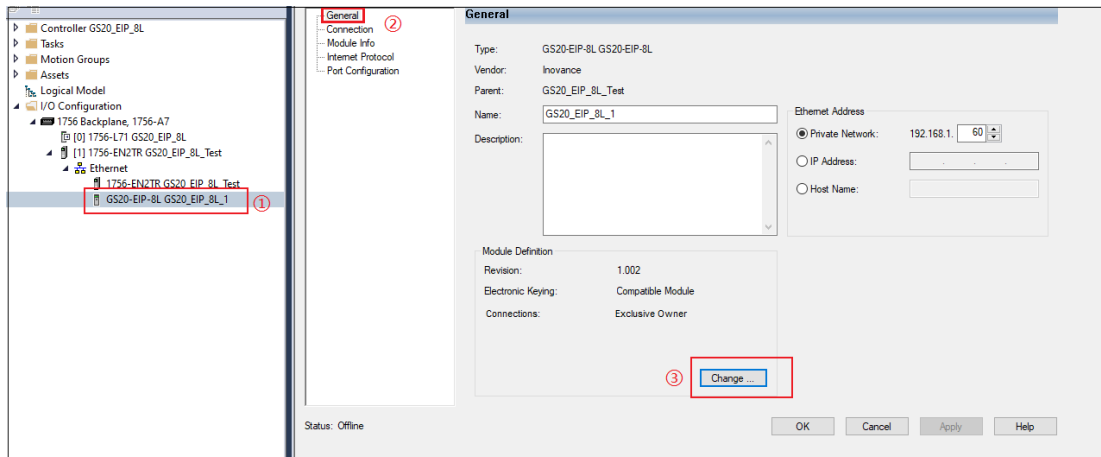 Controller GS20_EIP_8L
Tasks
Motion Groups
Assets
Logical Model
I/O Configuration
1756 Backplane, 1756-A7
[0] 1756-L71 GS20_EIP_8L
[1] 1756-EN2TR GS20_EIP_8L_Test
Ethernet
1756-EN2TR GS20_EIP_8L_Test
GS20-EIP-8L GS20_EIP_8L_1
①
General
②
Connection
Module Info
Internet Protocol
Port Configuration
General
Type: GS20-EIP-8L GS20-EIP-8L
Vendor: Inovance
Parent: GS20_EIP_8L_Test
Name: GS20_EIP_8L_1
Description:
Ethernet Address
Private Network: 192.168.1. 60
IP Address: . . .
Host Name:
Module Definition
Revision: 1.002
Electronic Keying: Compatible Module
Connections: Exclusive Owner
③ Change ...
Status: Offline
OK Cancel Apply Help